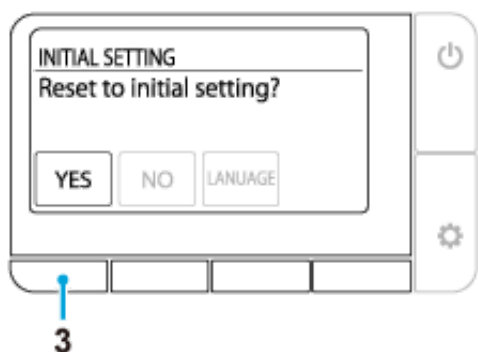 INITIAL SETTING
Reset to initial setting?
YES NO LANUAGE
3